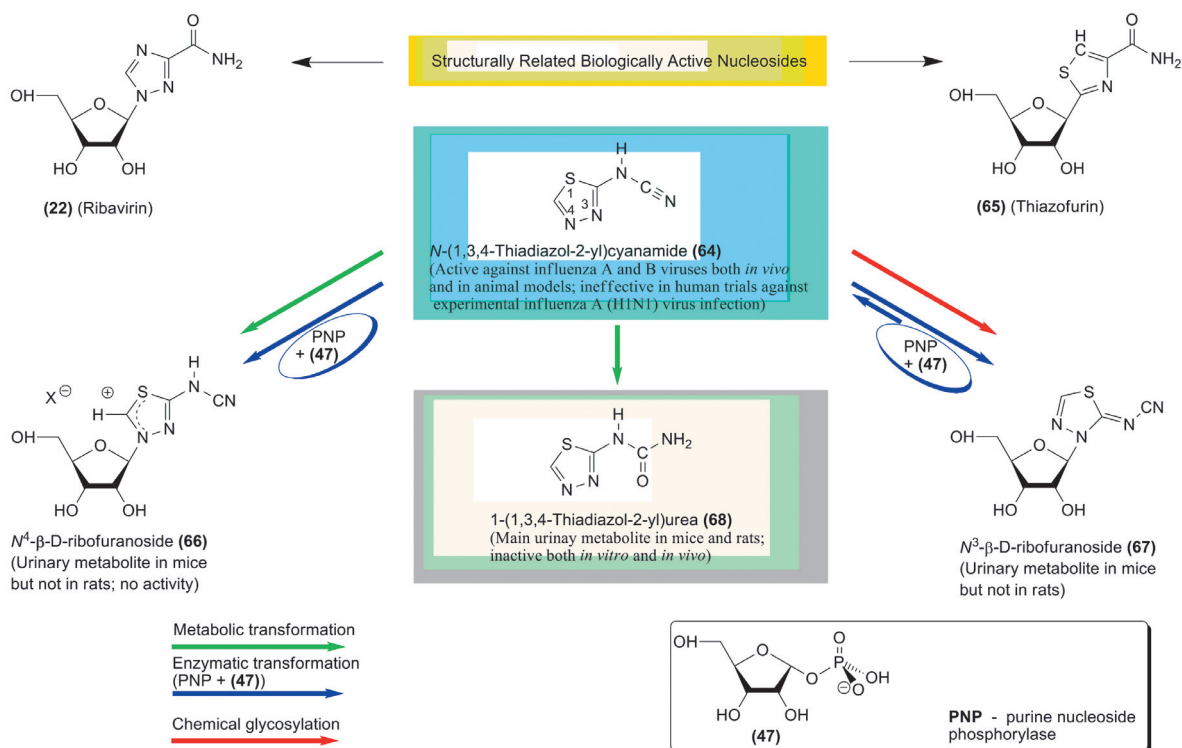 Structurally Related Biologically Active Nucleosides
O
N
NH₂
N
N
OH
O
HO
OH
(22) (Ribavirin)
H
O
NH₂
S
N
OH
O
HO
OH
(65) (Thiazofurin)
H
S
N
1
C
N
3
4
N
N
N-(1,3,4-Thiadiazol-2-yl)cyanamide (64)
(Active against influenza A and B viruses both in vivo
and in animal models; ineffective in human trials against
experimental influenza A (H1N1) virus infection)
PNP
+ (47)
PNP
+ (47)
X⊖
⊕
H
S
H
N
CN
N
N
OH
O
HO
OH
N⁴-β-D-ribofuranoside (66)
(Urinary metabolite in mice
but not in rats; no activity)
H
S
N
NH₂
C
O
N
N
1-(1,3,4-Thiadiazol-2-yl)urea (68)
(Main urinay metabolite in mice and rats;
inactive both in vitro and in vivo)
S
CN
N
N
N
OH
O
HO
OH
N³-β-D-ribofuranoside (67)
(Urinary metabolite in mice
but not in rats)
Metabolic transformation
Enzymatic transformation
(PNP + (47))
Chemical glycosylation
OH
O
O
P
O
OH
O
⊖
HO
OH
(47)
PNP - purine nucleoside
phosphorylase